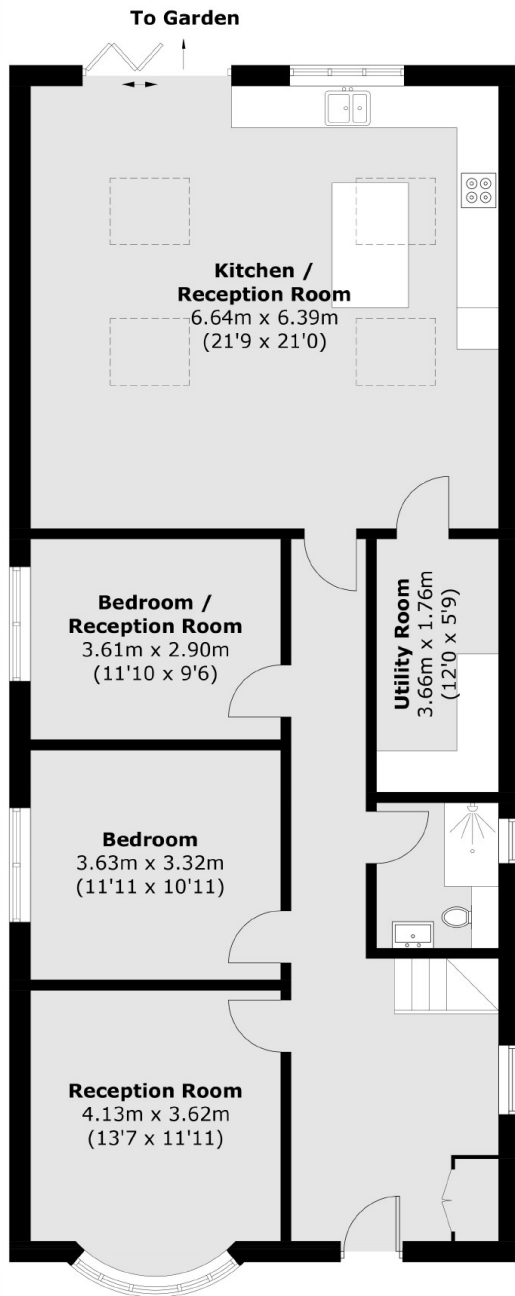 To Garden
Kitchen /
Reception Room
6.64m x 6.39m
(21'9 x 21'0)
Bedroom /
Reception Room
3.61m x 2.90m
(11'10 x 9'6)
Utility Room
3.66m x 1.76m
(12'0 x 5'9)
Bedroom
3.63m x 3.32m
(11'11 x 10'11)
Reception Room
4.13m x 3.62m
(13'7 x 11'11)